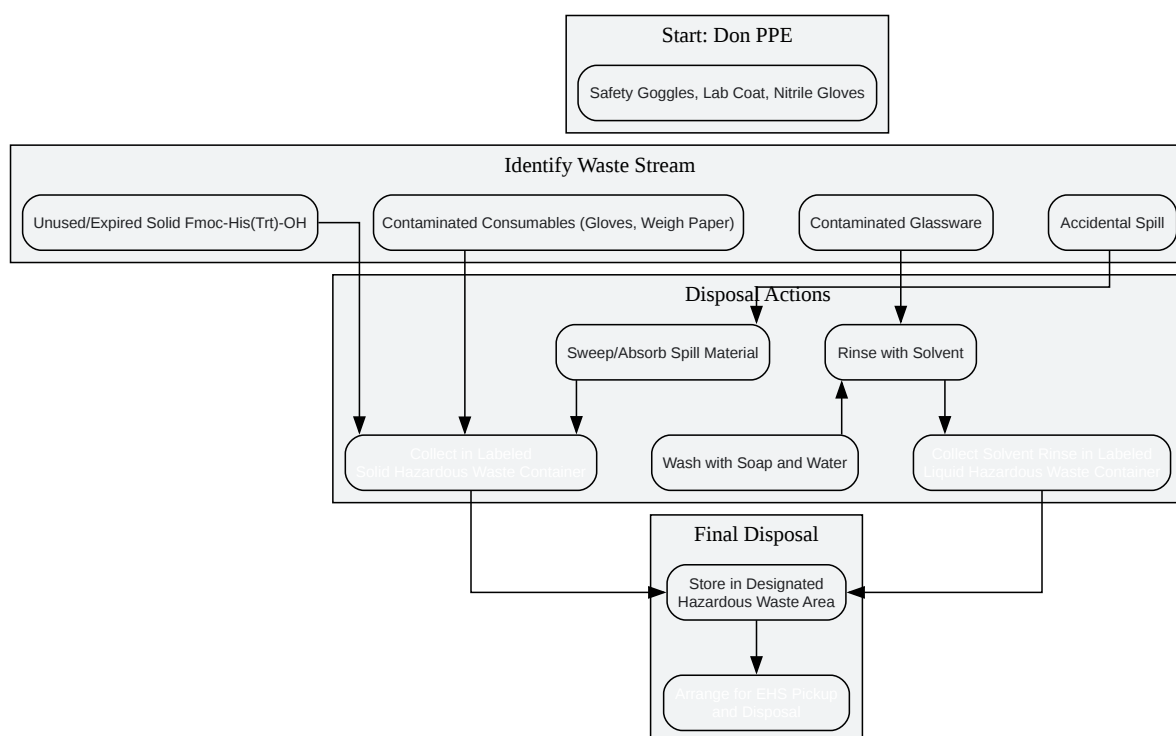 Start: Don PPE
Safety Goggles, Lab Coat, Nitrile Gloves
Identify Waste Stream
Unused/Expired Solid Fmoc-His(Trt)-OH
Contaminated Consumables (Gloves, Weigh Paper)
Contaminated Glassware
Accidental Spill
Disposal Actions
Sweep/Absorb Spill Material
Rinse with Solvent
Collect in Labeled
Solid Hazardous Waste Container
Wash with Soap and Water
Collect Solvent Rinse in Labeled
Liquid Hazardous Waste Container
Final Disposal
Store in Designated
Hazardous Waste Area
Arrange for EHS Pickup
and Disposal